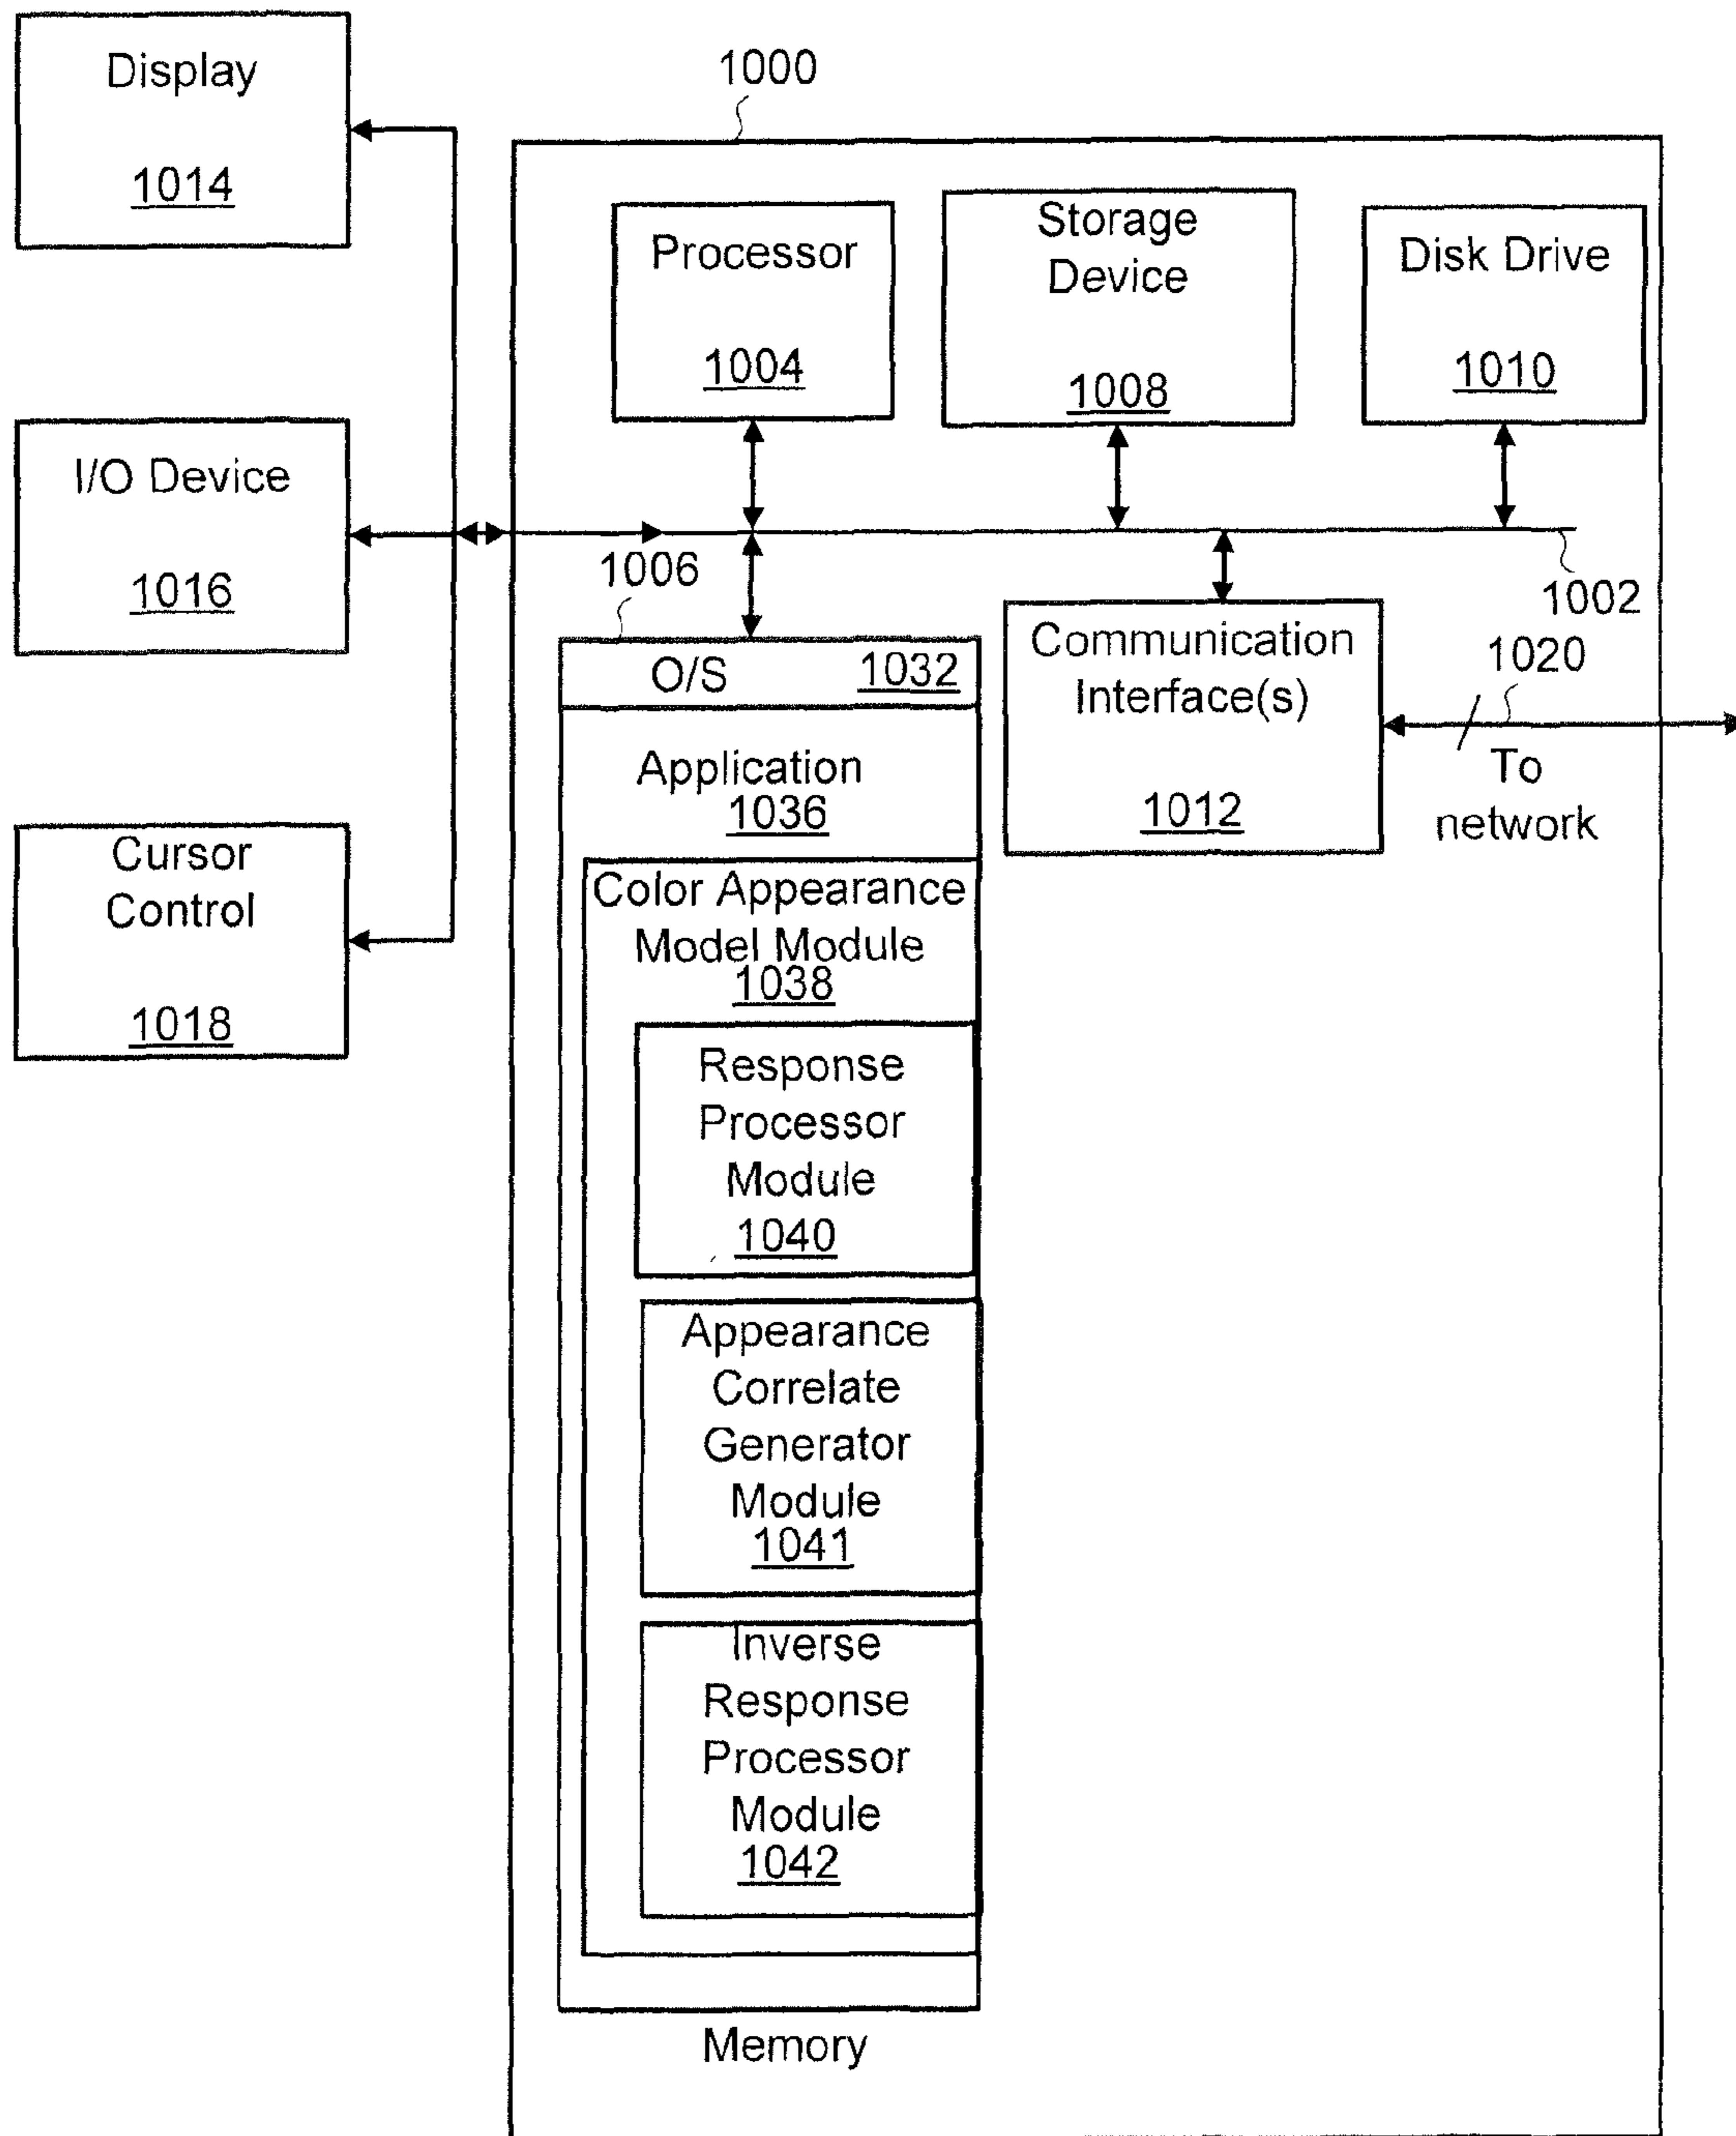 Display
1014
1000
Processor
1004
Storage
Device
1008
Disk Drive
1010
I/O Device
1016
1006
1002
Cursor
Control
1018
O/S 1032
Application
1036
Color Appearance
Model Module
1038
Response
Processor
Module
1040
Appearance
Correlate
Generator
Module
1041
Inverse
Response
Processor
Module
1042
Memory
Communication
Interface(s)
1012
1020
To
network